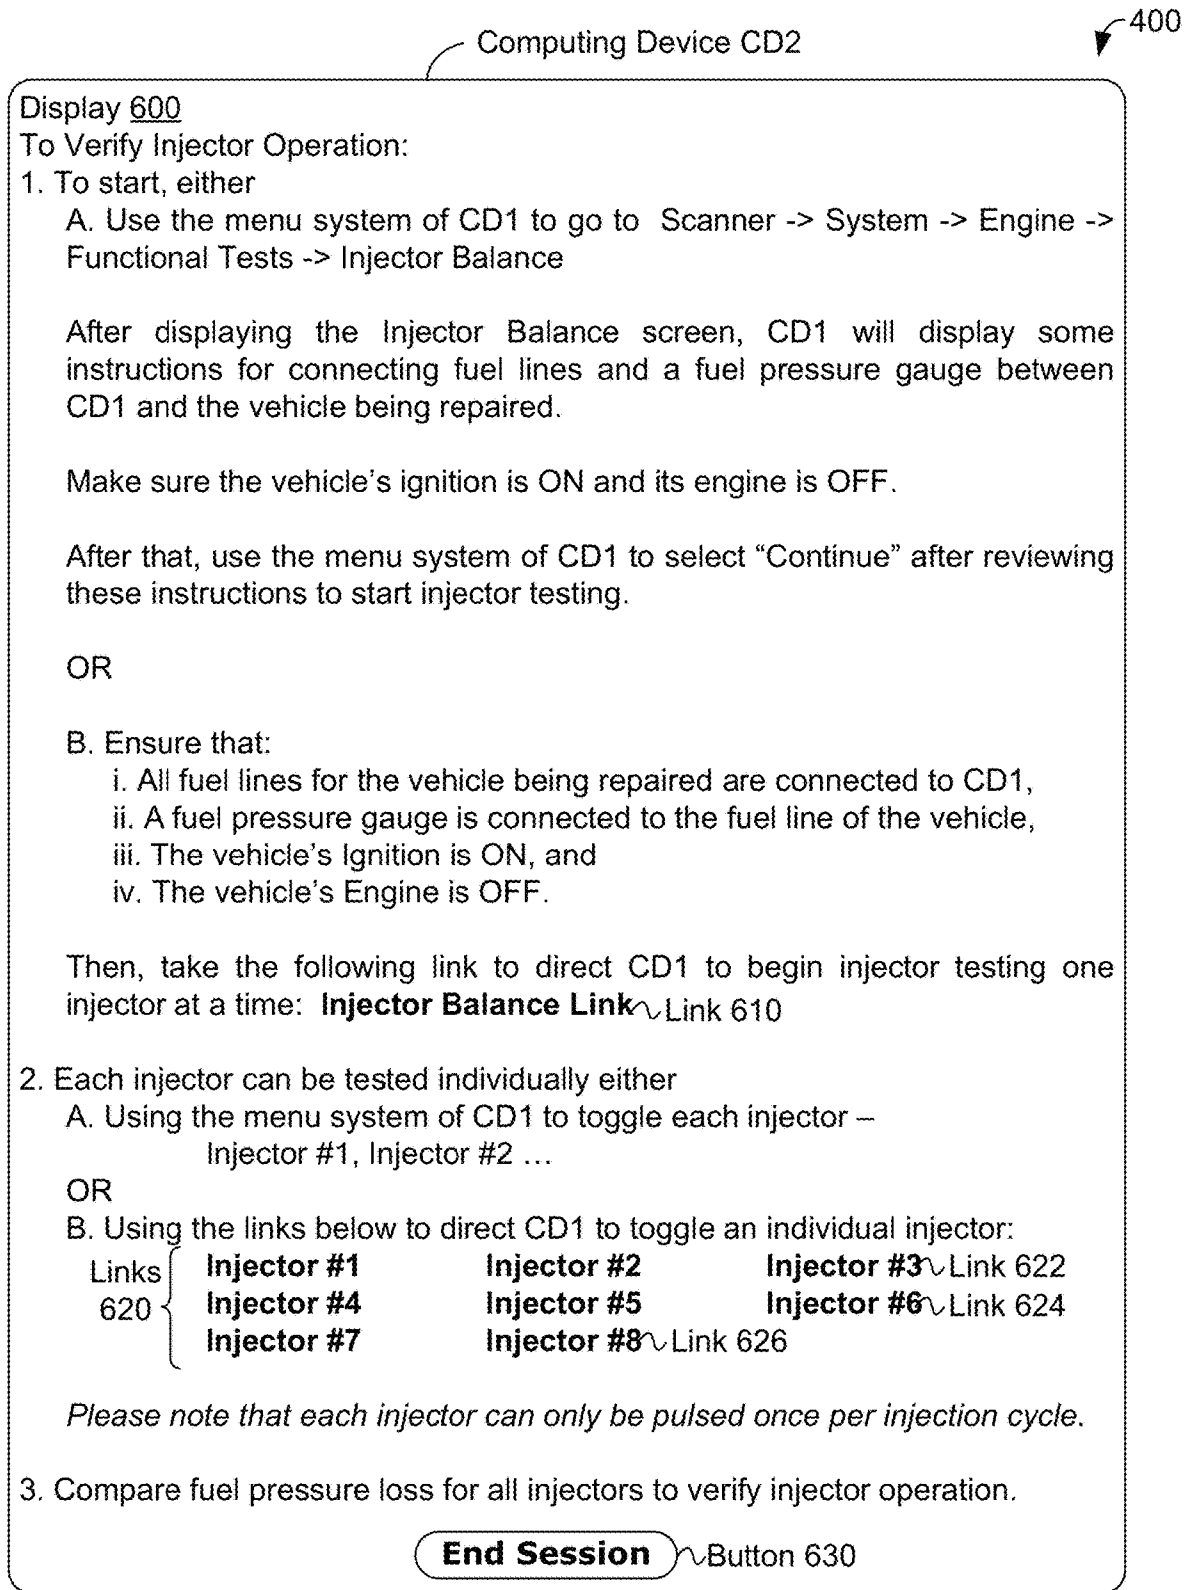 400
Computing Device CD2
Display 600
To Verify Injector Operation:
1. To start, either
A. Use the menu system of CD1 to go to Scanner -> System -> Engine ->
Functional Tests -> Injector Balance
After displaying the Injector Balance screen, CD1 will display some
instructions for connecting fuel lines and a fuel pressure gauge between
CD1 and the vehicle being repaired.
Make sure the vehicle's ignition is ON and its engine is OFF.
After that, use the menu system of CD1 to select “Continue” after reviewing
these instructions to start injector testing.
OR
B. Ensure that:
i. All fuel lines for the vehicle being repaired are connected to CD1,
ii. A fuel pressure gauge is connected to the fuel line of the vehicle,
iii. The vehicle's Ignition is ON, and
iv. The vehicle's Engine is OFF.
Then, take the following link to direct CD1 to begin injector testing one
injector at a time: Injector Balance Link Link 610
2. Each injector can be tested individually either
A. Using the menu system of CD1 to toggle each injector –
Injector #1, Injector #2 ...
OR
B. Using the links below to direct CD1 to toggle an individual injector:
Links Injector #1 Injector #2 Injector #3 Link 622
620 Injector #4 Injector #5 Injector #6 Link 624
Injector #7 Injector #8 Link 626
Please note that each injector can only be pulsed once per injection cycle.
3. Compare fuel pressure loss for all injectors to verify injector operation.
End Session Button 630